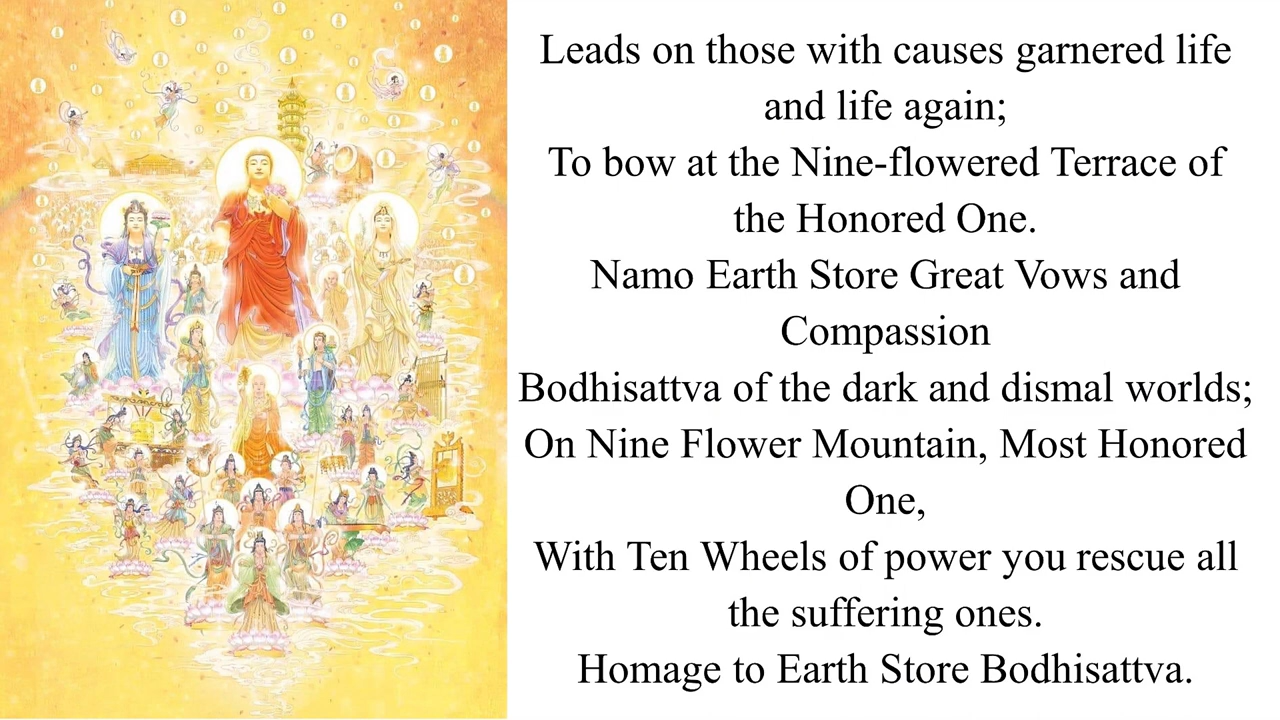 Leads on those with causes garnered life
and life again;
To bow at the Nine-flowered Terrace of
the Honored One.
Namo Earth Store Great Vows and
Compassion
Bodhisattva of the dark and dismal worlds;
On Nine Flower Mountain, Most Honored
One,
With Ten Wheels of power you rescue all
the suffering ones.
Homage to Earth Store Bodhisattva.